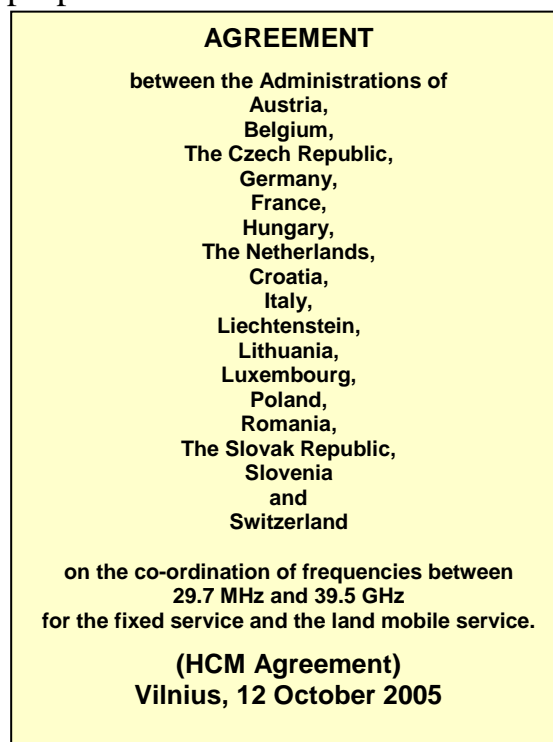 AGREEMENT
between the Administrations of
Austria,
Belgium,
The Czech Republic,
Germany,
France,
Hungary,
The Netherlands,
Croatia,
Italy,
Liechtenstein,
Lithuania,
Luxembourg,
Poland,
Romania,
The Slovak Republic,
Slovenia
and
Switzerland
on the co-ordination of frequencies between
29.7 MHz and 39.5 GHz
for the fixed service and the land mobile service.
(HCM Agreement)
Vilnius, 12 October 2005